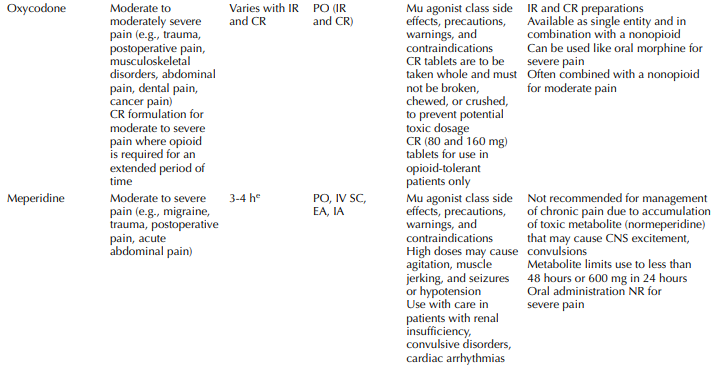 Oxycodone
Moderate to
moderately severe
pain (e.g., trauma,
postoperative pain,
musculoskeletal
disorders, abdominal
pain, dental pain,
cancer pain)
CR formulation for
moderate to severe
pain where opioid
is required for an
extended period of
time
Varies with IR
and CR
PO (IR
and CR)
Mu agonist class side
effects, precautions,
warnings, and
contraindications
CR tablets are to be
taken whole and must
not be broken,
chewed, or crushed,
to prevent potential
toxic dosage
CR (80 and 160 mg)
tablets for use in
opioid-tolerant
patients only
IR and CR preparations
Available as single entity and in
combination with a nonopioid
Can be used like oral morphine for
severe pain
Often combined with a nonopioid
for moderate pain
Meperidine
Moderate to severe
pain (e.g., migraine,
trauma, postoperative
pain, acute
abdominal pain)
3-4 hᵉ
PO, IV SC,
EA, IA
Mu agonist class side
effects, precautions,
warnings, and
contraindications
High doses may cause
agitation, muscle
jerking, and seizures
or hypotension
Use with care in
patients with renal
insufficiency,
convulsive disorders,
cardiac arrhythmias
Not recommended for management
of chronic pain due to accumulation
of toxic metabolite (normeperidine)
that may cause CNS excitement,
convulsions
Metabolite limits use to less than
48 hours or 600 mg in 24 hours
Oral administration NR for
severe pain